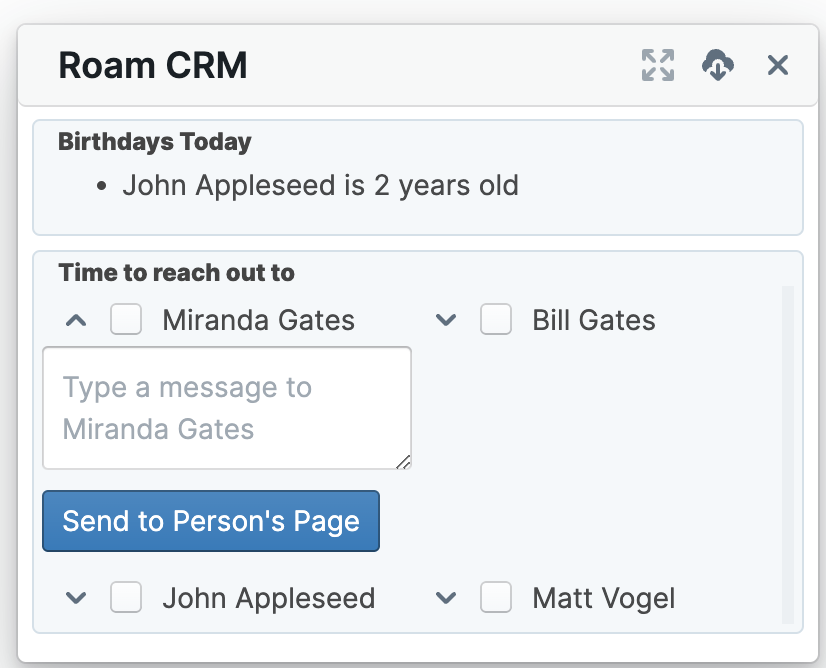 Roam CRM
Birthdays Today
• John Appleseed is 2 years old
Time to reach out to
Miranda Gates
Bill Gates
Type a message to
Miranda Gates
Send to Person's Page
John Appleseed
Matt Vogel